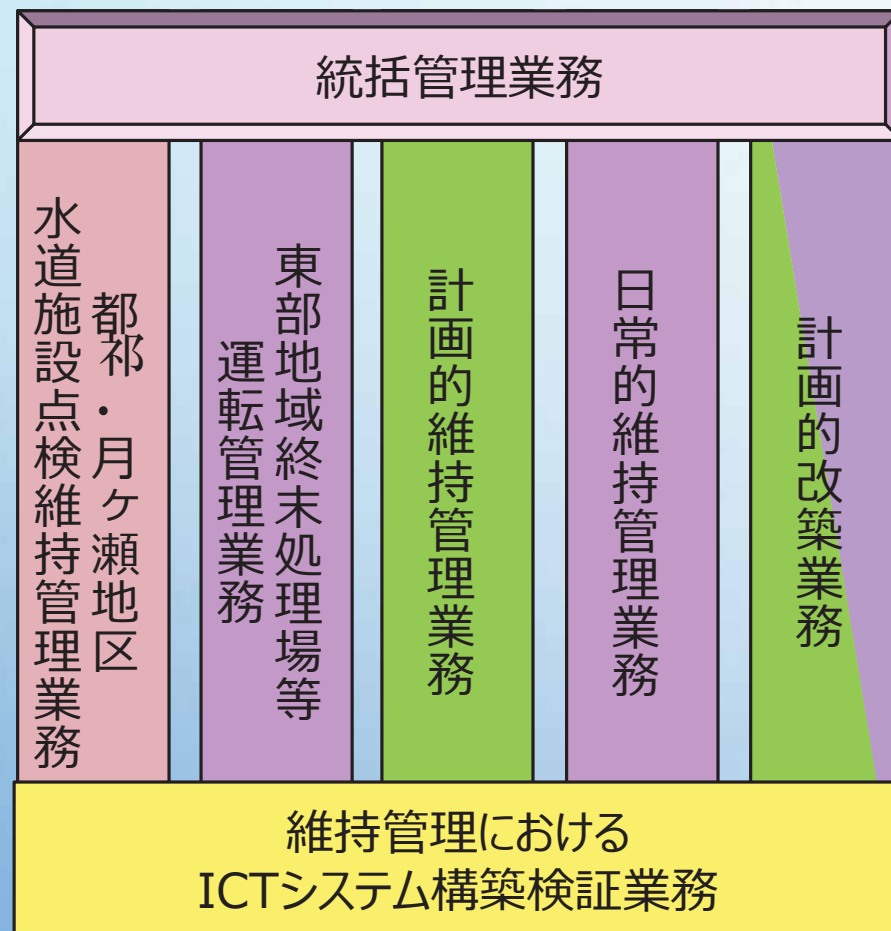 統括管理業務
都祁・月ヶ瀬地区
水道施設点検維持管理業務
東部地域終末処理場等
運転管理業務
計画的維持管理業務
日常的維持管理業務
計画的改築業務
維持管理における
ICTシステム構築検証業務